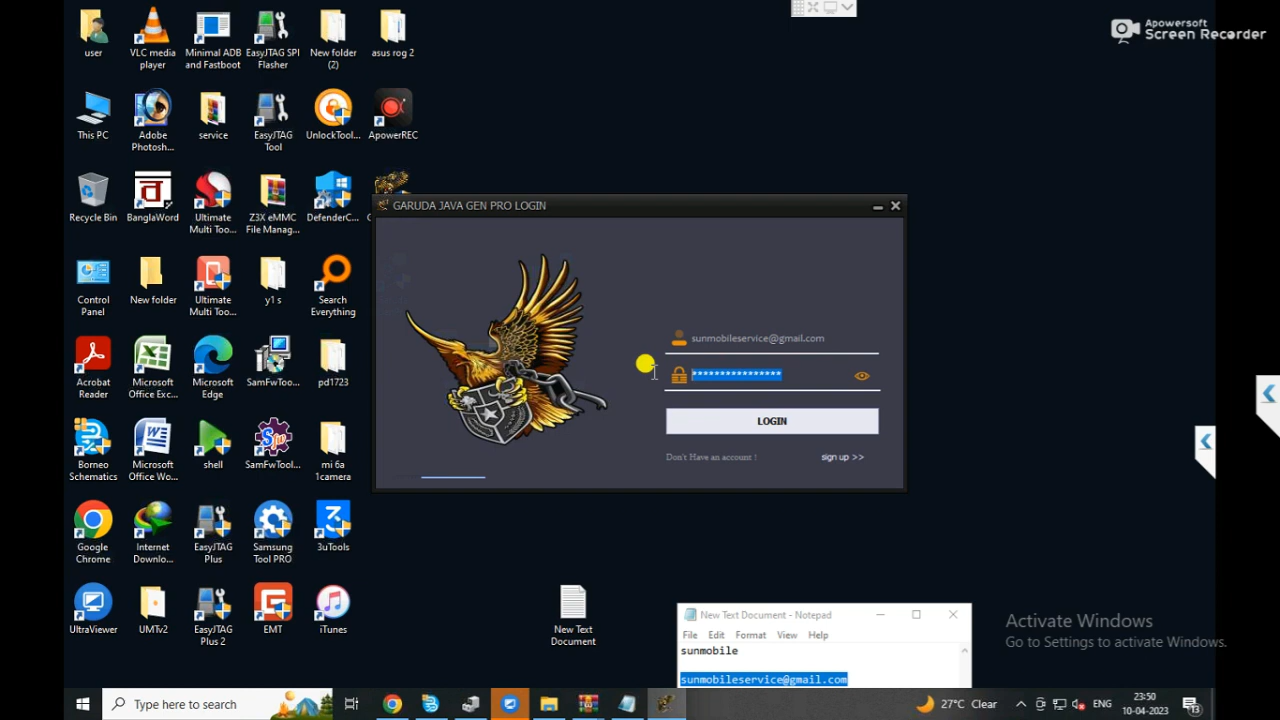 Apowersoft
Screen Recorder
user
VLC media
player
Minimal ADB
and Fastboot
EasyJTAG SPI
Flasher
New folder
(2)
asus rog 2
This PC
Adobe
Photosh...
service
EasyJTAG
Tool
UnlockTool...
ApowerREC
Recycle Bin
BanglaWord
Ultimate
Multi Too...
Z3X eMMC
File Manag...
DefenderC...
Control
Panel
New folder
Ultimate
Multi Too...
y1 s
Search
Everything
Acrobat
Reader
Microsoft
Office Exc...
Microsoft
Edge
SamFwToo...
pd1723
Borneo
Schematics
Microsoft
Office Wo...
shell
SamFwTool...
mi 6a
1camera
Google
Chrome
Internet
Downlo...
EasyJTAG
Plus
Samsung
Tool PRO
3uTools
UltraViewer
UMTv2
EasyJTAG
Plus 2
EMT
iTunes
New Text
Document
GARUDA JAVA GEN PRO LOGIN
sunmobileservice@gmail.com
****************
LOGIN
Don't Have an account !
sign up >>
New Text Document - Notepad
File Edit Format View Help
sunmobile
sunmobileservice@gmail.com
Activate Windows
Go to Settings to activate Windows.
Type here to search
27°C Clear
ENG
23:50
10-04-2023